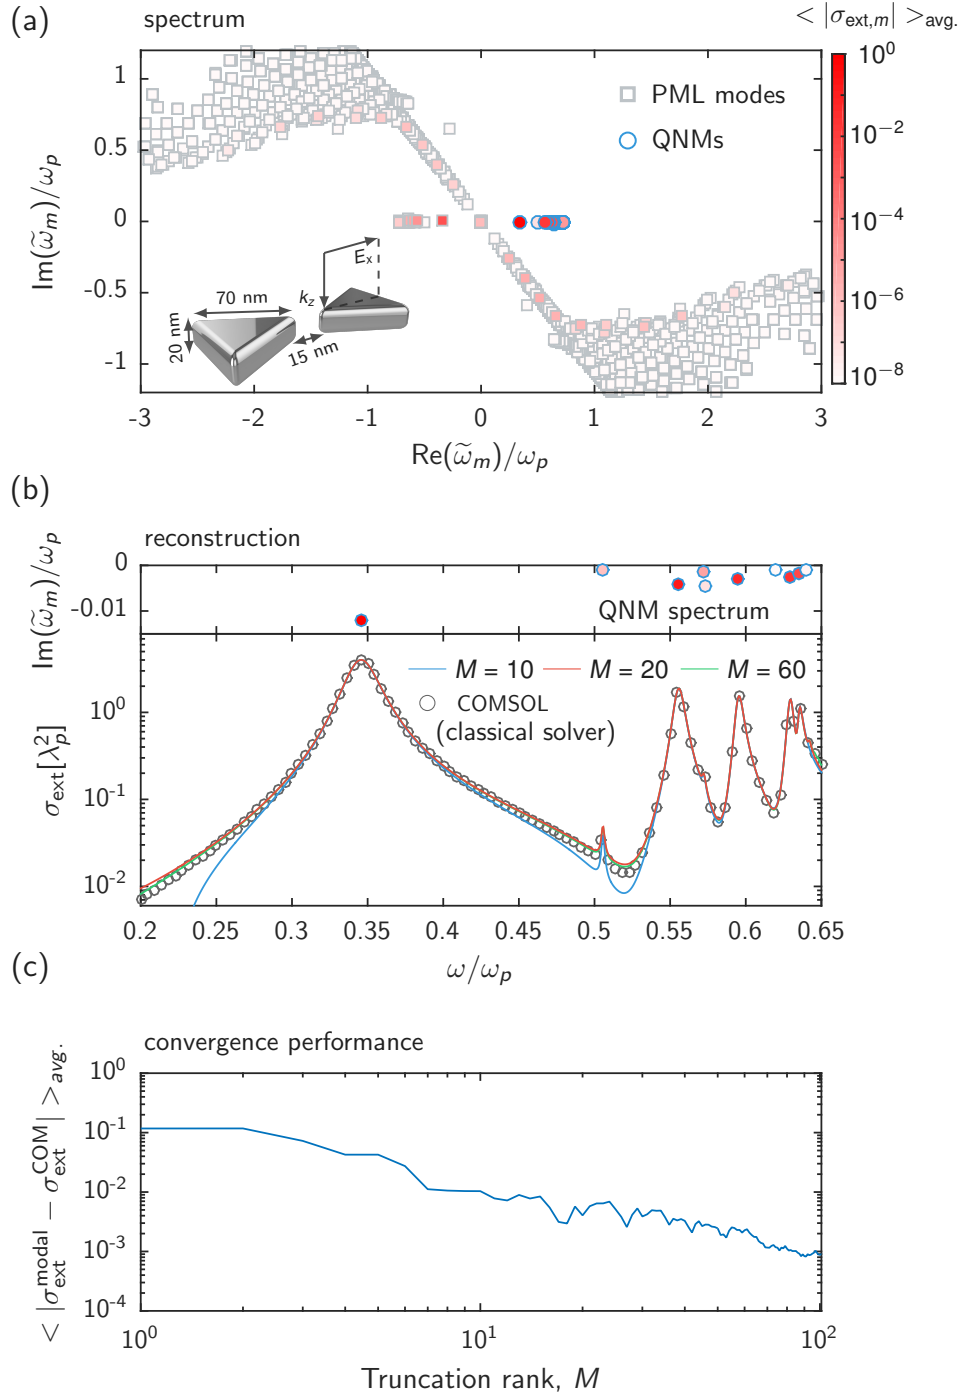 (a)
spectrum
< |σext,m| >avg.
Im(ω̃m)/ωp
1
0.5
0
-0.5
-1
PML modes
QNMs
10^0
10^-2
10^-4
10^-6
10^-8
70 nm
20 nm
15 nm
Ex
kz
-3 -2 -1 0 1 2 3
Re(ω̃m)/ωp
(b)
reconstruction
Im(ω̃m)/ωp
0
-0.01
QNM spectrum
M = 10 M = 20 M = 60
COMSOL
(classical solver)
σext[λp^2]
10^0
10^-1
10^-2
0.2 0.25 0.3 0.35 0.4 0.45 0.5 0.55 0.6 0.65
ω/ωp
(c)
convergence performance
< |σext^modal − σext^COM| >avg.
10^0
10^-1
10^-2
10^-3
10^-4
10^0 10^1 10^2
Truncation rank, M